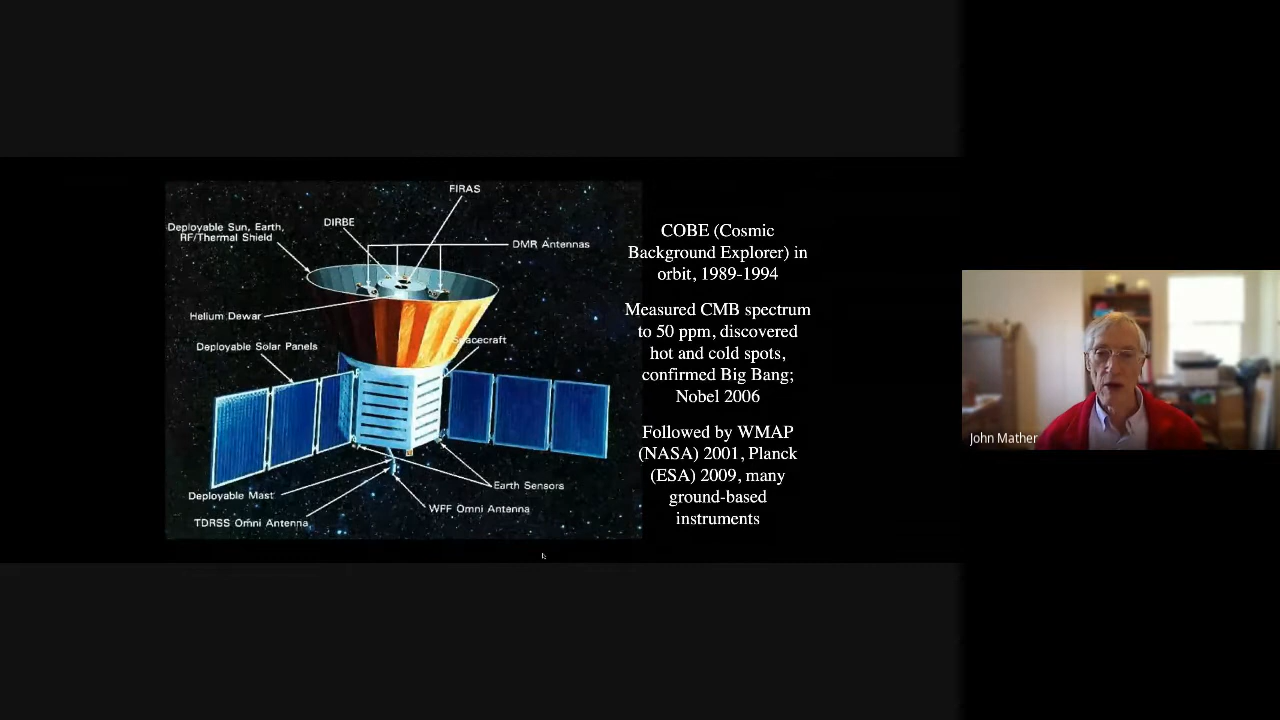 FIRAS
DIRBE
Deployable Sun, Earth,
RF/Thermal Shield
DMR Antennas
Helium Dewar
Deployable Solar Panels
Spacecraft
Deployable Mast
Earth Sensors
WFF Omni Antenna
TDRSS Omni Antenna
COBE (Cosmic
Background Explorer) in
orbit, 1989-1994
Measured CMB spectrum
to 50 ppm, discovered
hot and cold spots,
confirmed Big Bang;
Nobel 2006
Followed by WMAP
(NASA) 2001, Planck
(ESA) 2009, many
ground-based
instruments
John Mather